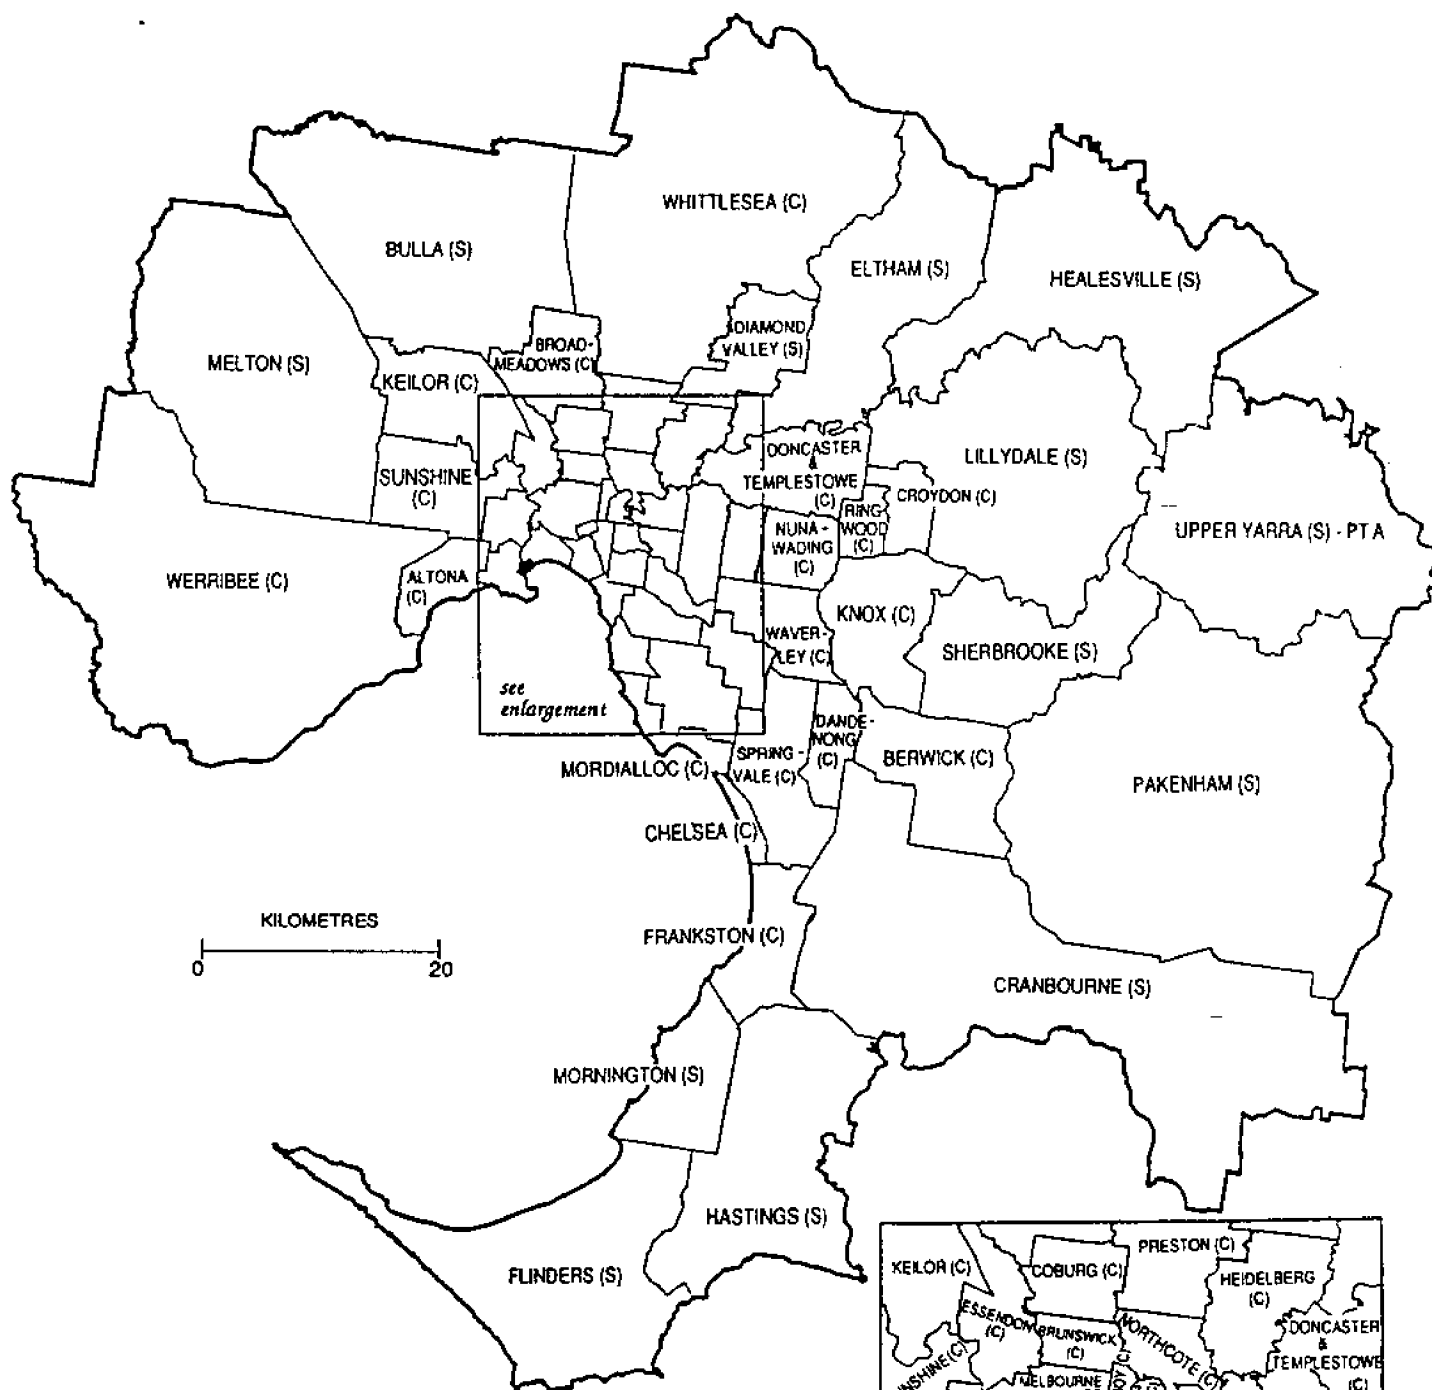 WHITTLESEA (C)
BULLA (S)
ELTHAM (S)
HEALESVILLE (S)
DIAMOND
VALLEY (S)
BROAD-
MEADOWS (C)
MELTON (S)
KEILOR (C)
DONCASTER
&
TEMPLESTOWE
(C)
LILLYDALE (S)
SUNSHINE
(C)
CROYDON (C)
RING
WOOD
(C)
NUNA-
WADING
(C)
UPPER YARRA (S) - PT A
WERRIBEE (C)
ALTONA
(C)
KNOX (C)
WAVER-
LEY (C)
SHERBROOKE (S)
see
enlargement
DANDE-
NONG
(C)
SPRING-
VALE (C)
BERWICK (C)
MORDIALLOC (C)
PAKENHAM (S)
CHELSEA (C)
KILOMETRES
0 20
FRANKSTON (C)
CRANBOURNE (S)
MORNINGTON (S)
HASTINGS (S)
FLINDERS (S)
KEILOR (C)
COBURG (C)
PRESTON (C)
HEIDELBERG
(C)
ESSENDON
(C)
BRUNSWICK
(C)
NORTHCOTE (C)
DONCASTER
&
TEMPLESTOWE
(C)
MELBOURNE